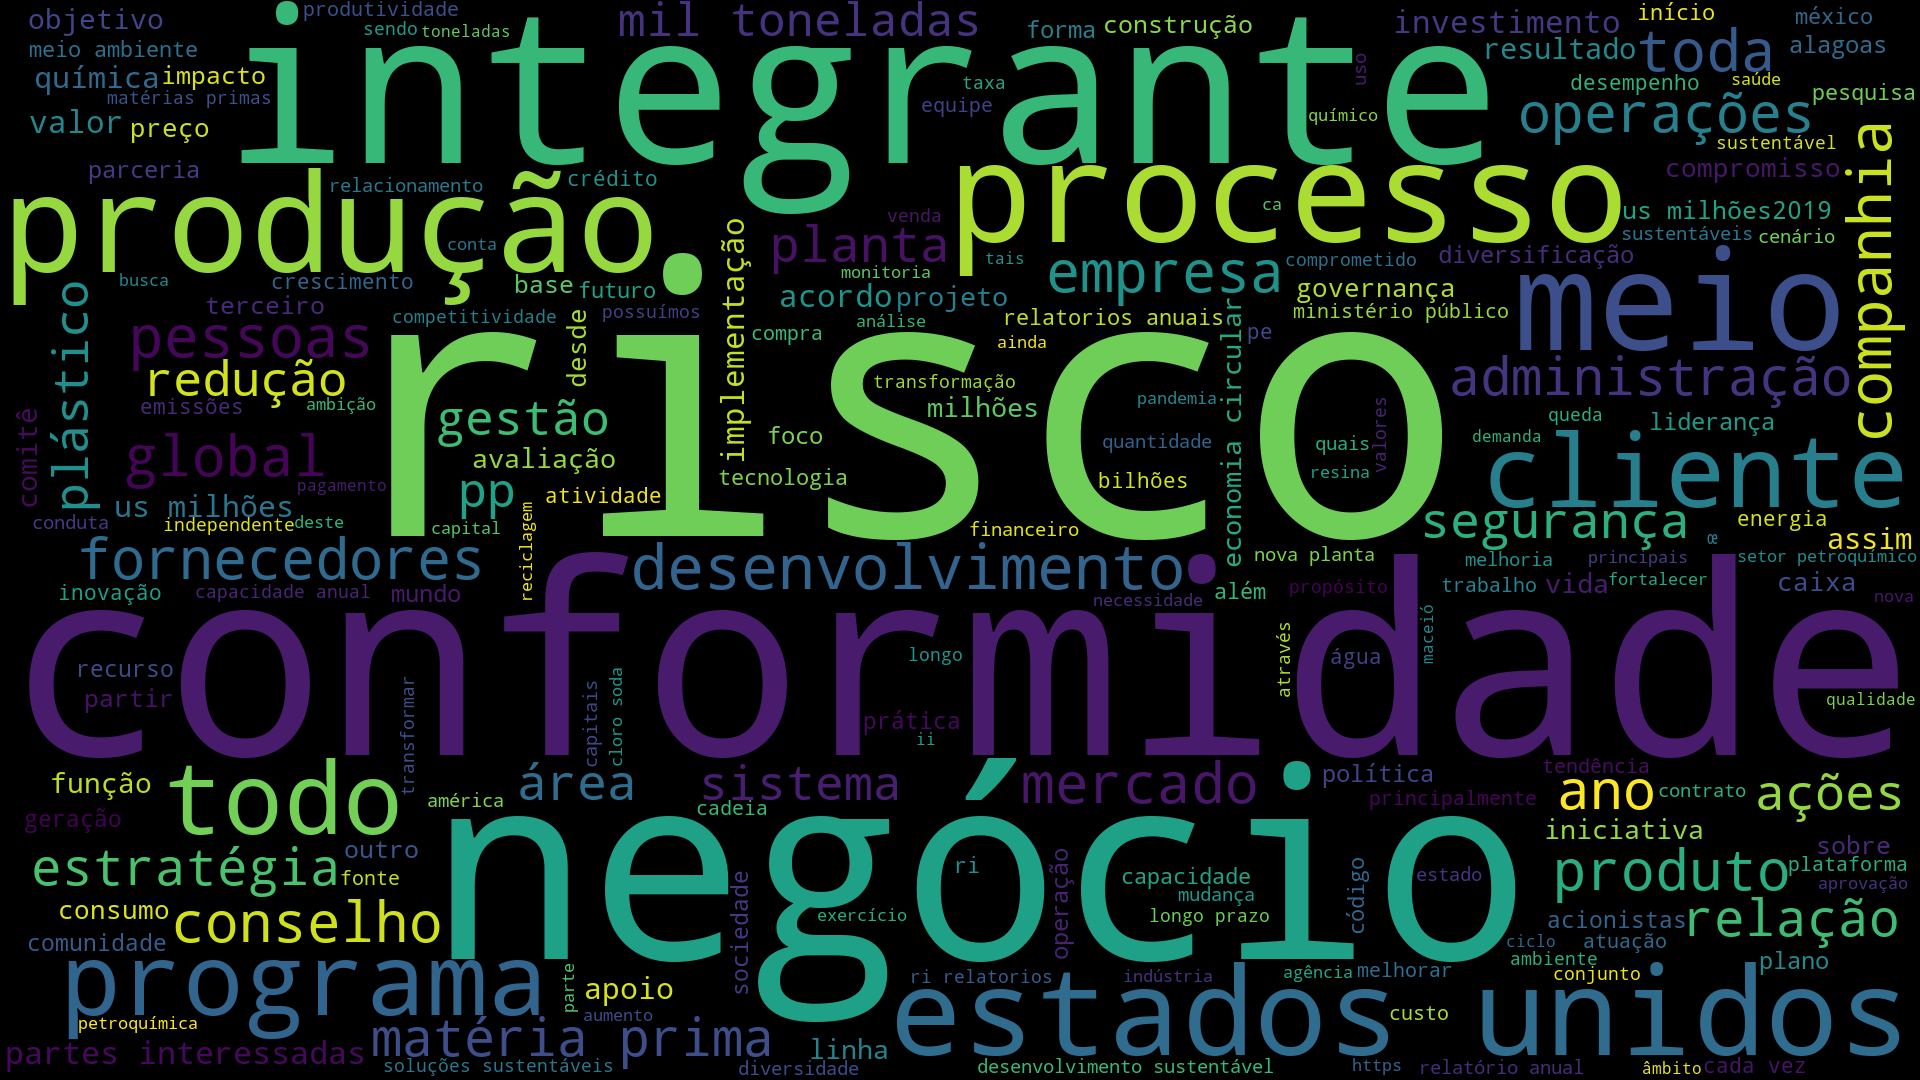 objetivo
produtividade
sendo
toneladas
mil toneladas
forma
construção
investimento
início
méxico
meio ambiente
integrante
resultado
toda
alagoas
química
impacto
matérias primas
taxa
uso
desempenho
saúde
pesquisa
valor
preço
equipe
químico
operações
sustentável
parceria
relacionamento
crédito
processo
compromisso
companhia
produção
conta
venda
ca
us milhões2019
planta
tais
sustentáveis
cenário
busca
crescimento
base
futuro
implementação
monitoria
empresa
comprometido
diversificação
meio
plástico
terceiro
competitividade
possuímos
acordo
projeto
governança
pessoas
desde
compra
análise
relatorios anuais
ainda
economia circular
pe
ministério público
redução
risco
transformação
administração
emissões
ambição
gestão
milhões
pandemia
valores
queda
liderança
comitê
global
avaliação
foco
quantidade
quais
demanda
cliente
pagamento
pp
atividade
tecnologia
bilhões
resina
us milhões
conduta
independente
deste
capital
reciclagem
financeiro
segurança
energia
œ
assim
fornecedores
desenvolvimento
nova planta
melhoria
principais
setor petroquímico
inovação
capacidade anual
mundo
necessidade
além
propósito
trabalho
vida
fortalecer
caixa
nova
conformidade
recurso
partir
transformar
capitais
cloro soda
longo
prática
ii
através
água
maceió
qualidade
função
todo
área
sistema
mercado
política
tendência
ano
contrato
ações
geração
américa
cadeia
principalmente
iniciativa
negócio
estratégia
outro
fonte
sociedade
ri
operação
capacidade
mudança
código
estado
produto
sobre
plataforma
aprovação
consumo
conselho
exercício
longo prazo
acionistas
relação
comunidade
ciclo
atuação
ambiente
programa
parte
apoio
ri relatorios
indústria
agência
melhorar
conjunto
plano
petroquímica
aumento
estados unidos
custo
partes interessadas
matéria prima
linha
soluções sustentáveis
diversidade
desenvolvimento sustentável
https
relatório anual
âmbito
cada vez